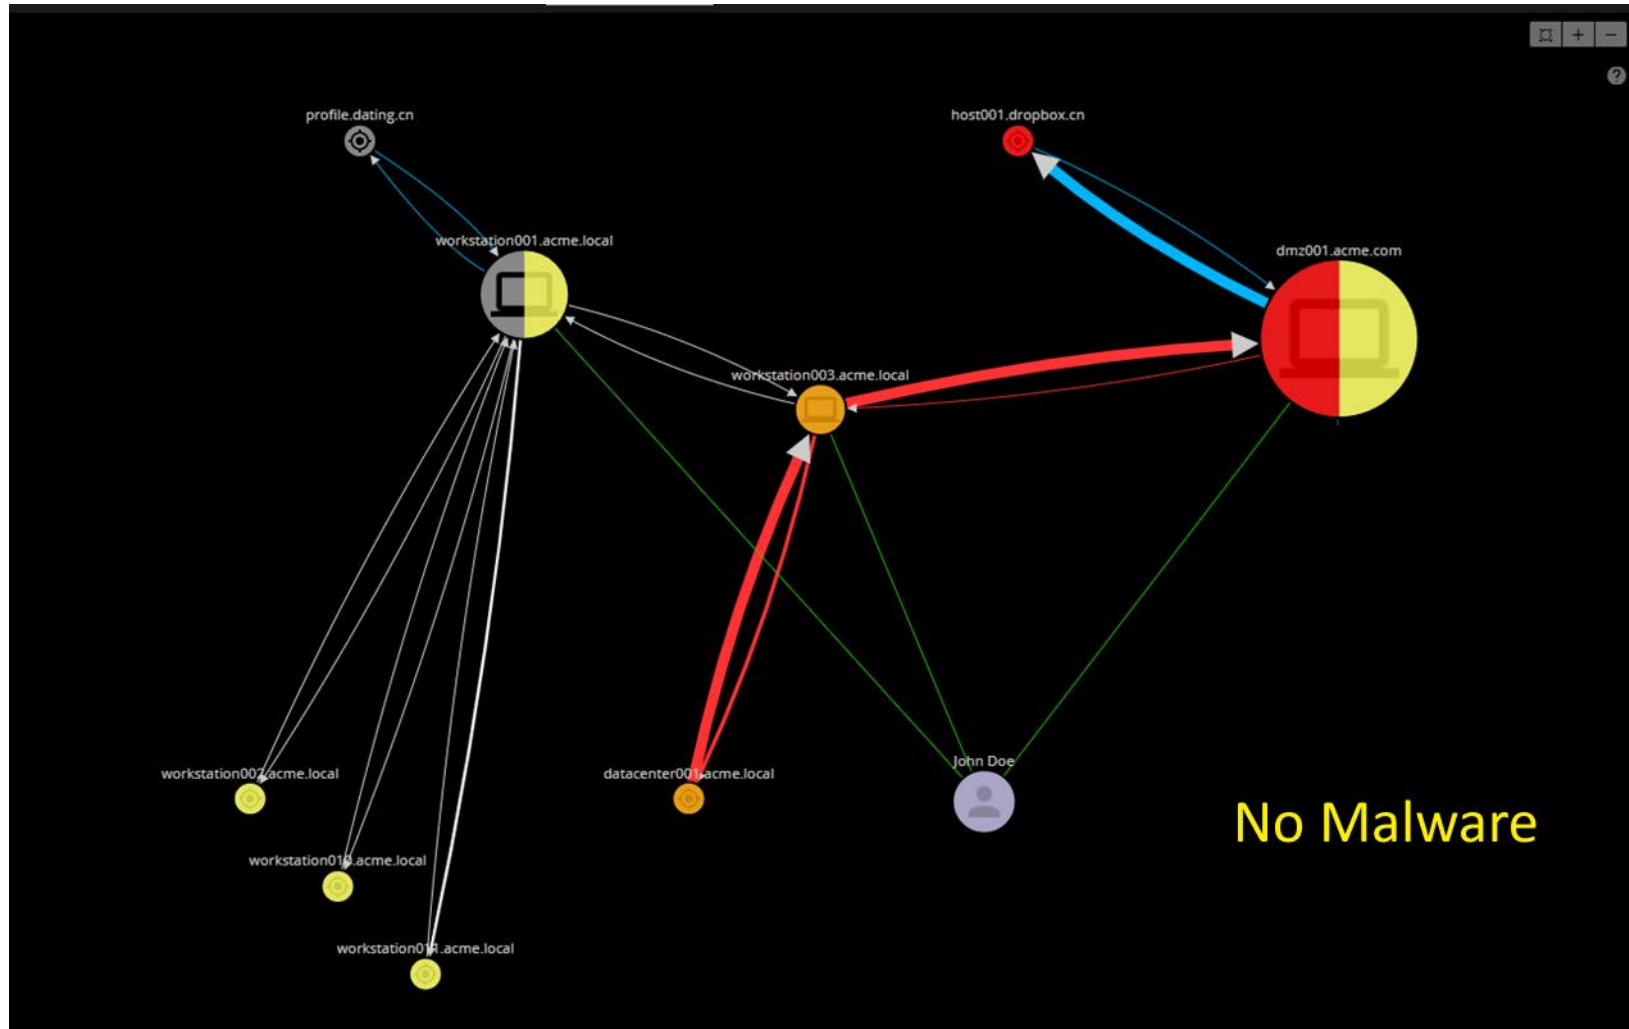 profile.dating.cn
host001.dropbox.cn
workstation001.acme.local
dmz001.acme.com
workstation003.acme.local
workstation002.acme.local
datacenter001.acme.local
John Doe
No Malware
workstation010.acme.local
workstation011.acme.local